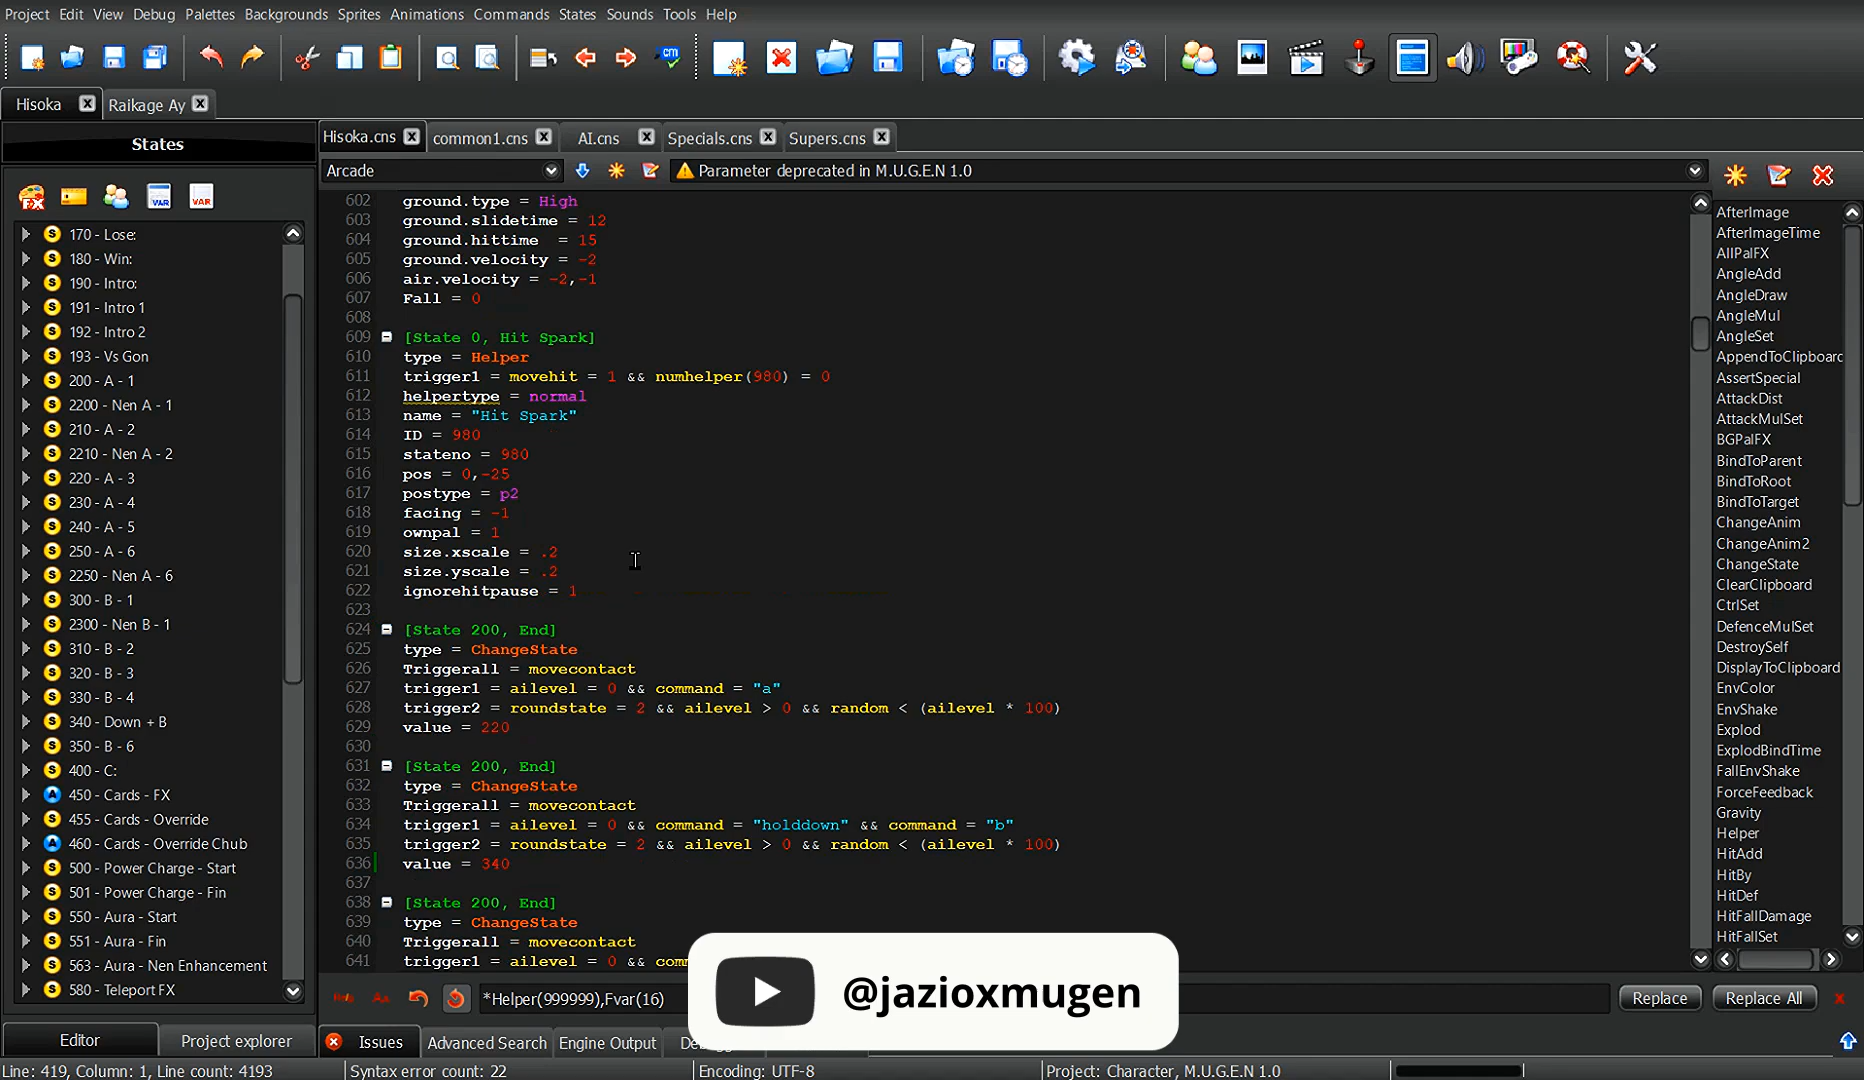 Project Edit View Debug Palettes Backgrounds Sprites Animations Commands States Sounds Tools Help
Hisoka
Raikage Ay
States
Hisoka.cns
common1.cns
AI.cns
Specials.cns
Supers.cns
Arcade
Parameter deprecated in M.U.G.E.N 1.0
170 - Lose:
180 - Win:
190 - Intro:
191 - Intro 1
192 - Intro 2
193 - Vs Gon
200 - A - 1
2200 - Nen A - 1
210 - A - 2
2210 - Nen A - 2
220 - A - 3
230 - A - 4
240 - A - 5
250 - A - 6
2250 - Nen A - 6
300 - B - 1
2300 - Nen B - 1
310 - B - 2
320 - B - 3
330 - B - 4
340 - Down + B
350 - B - 6
400 - C:
450 - Cards - FX
455 - Cards - Override
460 - Cards - Override Chub
500 - Power Charge - Start
501 - Power Charge - Fin
550 - Aura - Start
551 - Aura - Fin
563 - Aura - Nen Enhancement
580 - Teleport FX
602 ground.type = High
603 ground.slidetime = 12
604 ground.hittime = 15
605 ground.velocity = -2
606 air.velocity = -2,-1
607 Fall = 0
608
609 [State 0, Hit Spark]
610 type = Helper
611 trigger1 = movehit = 1 && numhelper(980) = 0
612 helpertype = normal
613 name = "Hit Spark"
614 ID = 980
615 stateno = 980
616 pos = 0,-25
617 postype = p2
618 facing = -1
619 ownpal = 1
620 size.xscale = .2
621 size.yscale = .2
622 ignorehitpause = 1
623
624 [State 200, End]
625 type = ChangeState
626 Triggerall = movecontact
627 trigger1 = ailevel = 0 && command = "a"
628 trigger2 = roundstate = 2 && ailevel > 0 && random < (ailevel * 100)
629 value = 220
630
631 [State 200, End]
632 type = ChangeState
633 Triggerall = movecontact
634 trigger1 = ailevel = 0 && command = "holddown" && command = "b"
635 trigger2 = roundstate = 2 && ailevel > 0 && random < (ailevel * 100)
636 value = 340
637
638 [State 200, End]
639 type = ChangeState
640 Triggerall = movecontact
641 trigger1 = ailevel = 0 &&
AfterImage
AfterImageTime
AllPalFX
AngleAdd
AngleDraw
AngleMul
AngleSet
AppendToClipboard
AssertSpecial
AttackDist
AttackMulSet
BGPalFX
BindToParent
BindToRoot
BindToTarget
ChangeAnim
ChangeAnim2
ChangeState
ClearClipboard
CtrlSet
DefenceMulSet
DestroySelf
DisplayToClipboard
EnvColor
EnvShake
Explod
ExplodBindTime
FallEnvShake
ForceFeedback
Gravity
Helper
HitAdd
HitBy
HitDef
HitFallDamage
HitFallSet
*Helper(999999),Fvar(16)
Replace
Replace All
@jazioxmugen
Editor
Project explorer
Issues
Advanced Search
Engine Output
Line: 419, Column: 1, Line count: 4193
Syntax error count: 22
Encoding: UTF-8
Project: Character, M.U.G.E.N 1.0